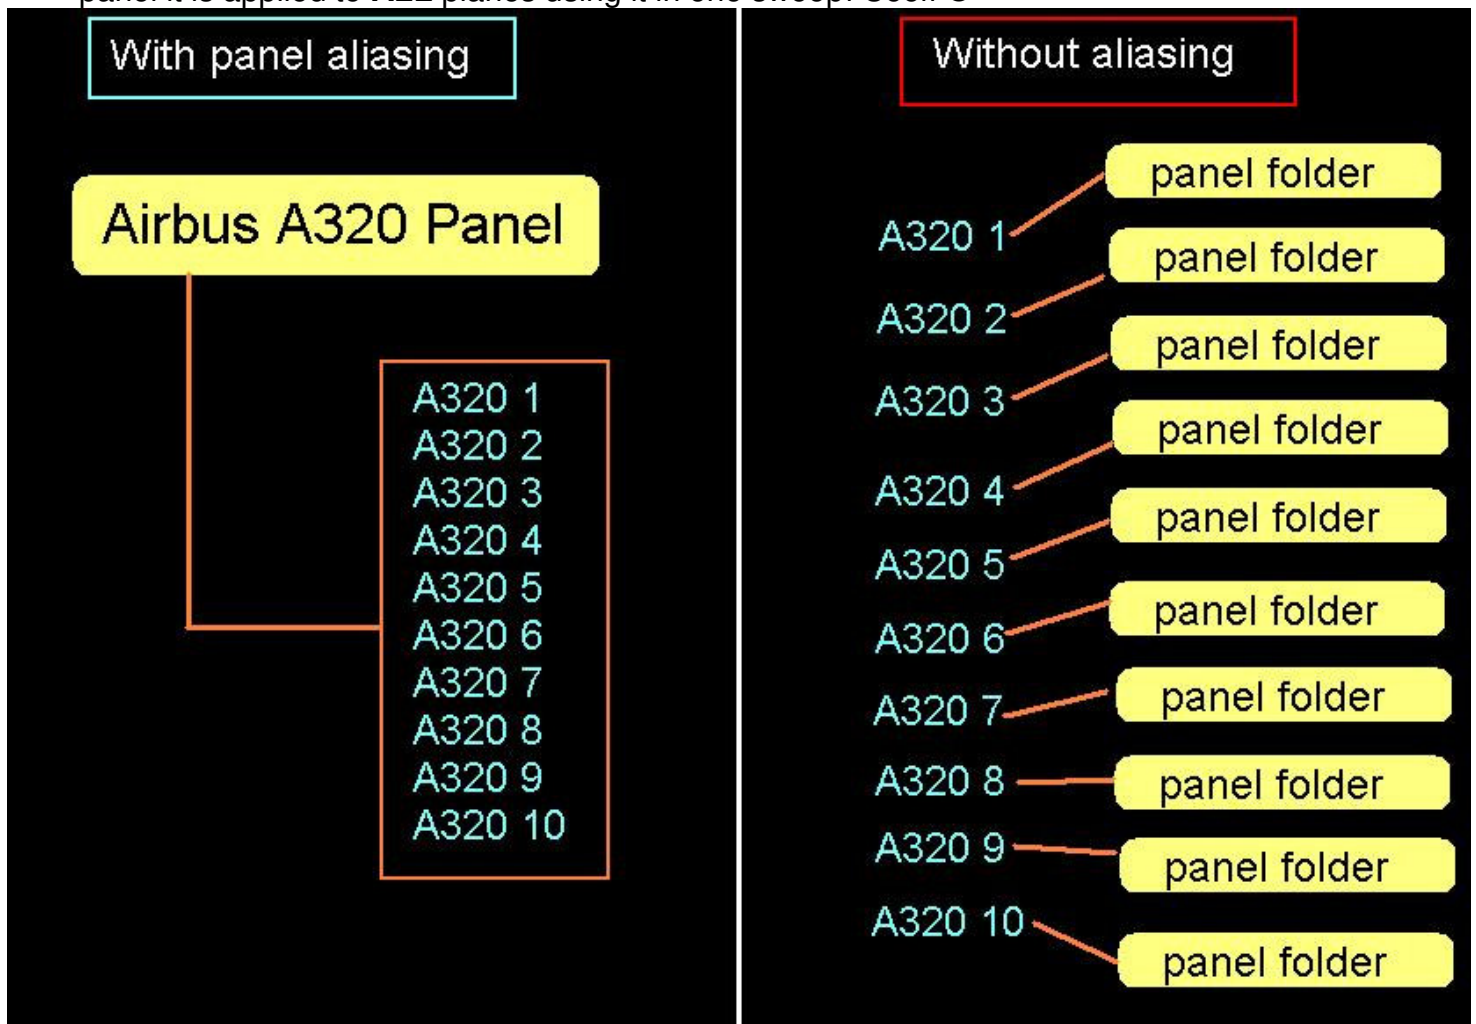 With panel aliasing
Airbus A320 Panel
A320 1
A320 2
A320 3
A320 4
A320 5
A320 6
A320 7
A320 8
A320 9
A320 10
Without aliasing
A320 1 panel folder
A320 2 panel folder
A320 3 panel folder
A320 4 panel folder
A320 5 panel folder
A320 6 panel folder
A320 7 panel folder
A320 8 panel folder
A320 9 panel folder
A320 10 panel folder